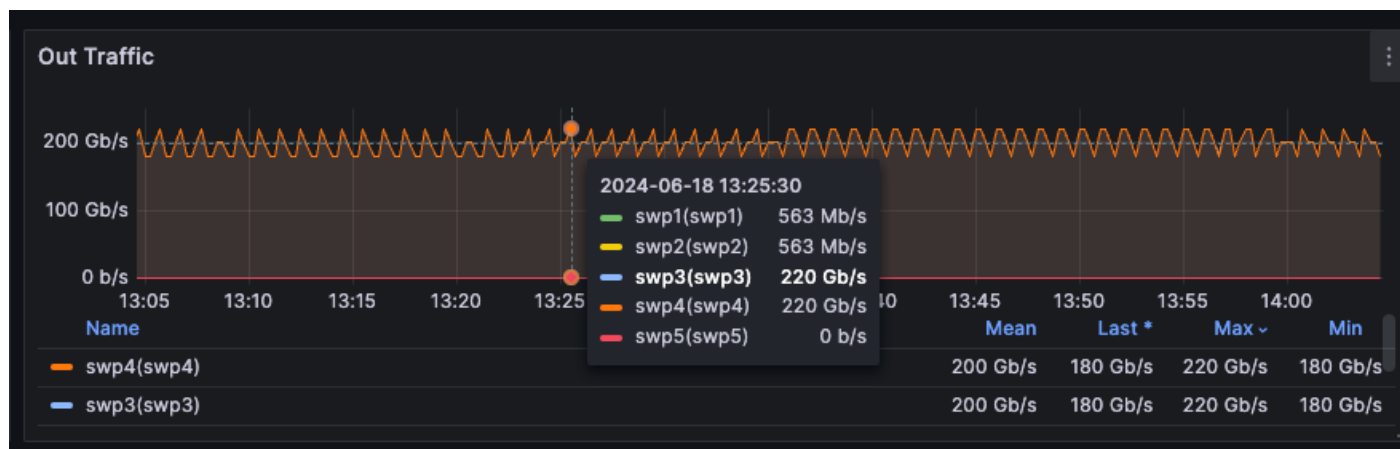 Out Traffic
200 Gb/s
100 Gb/s
0 b/s
13:05 13:10 13:15 13:20 13:25 40 13:45 13:50 13:55 14:00
2024-06-18 13:25:30
swp1(swp1) 563 Mb/s
swp2(swp2) 563 Mb/s
swp3(swp3) 220 Gb/s
swp4(swp4) 220 Gb/s
swp5(swp5) 0 b/s
Name Mean Last * Max Min
swp4(swp4) 200 Gb/s 180 Gb/s 220 Gb/s 180 Gb/s
swp3(swp3) 200 Gb/s 180 Gb/s 220 Gb/s 180 Gb/s